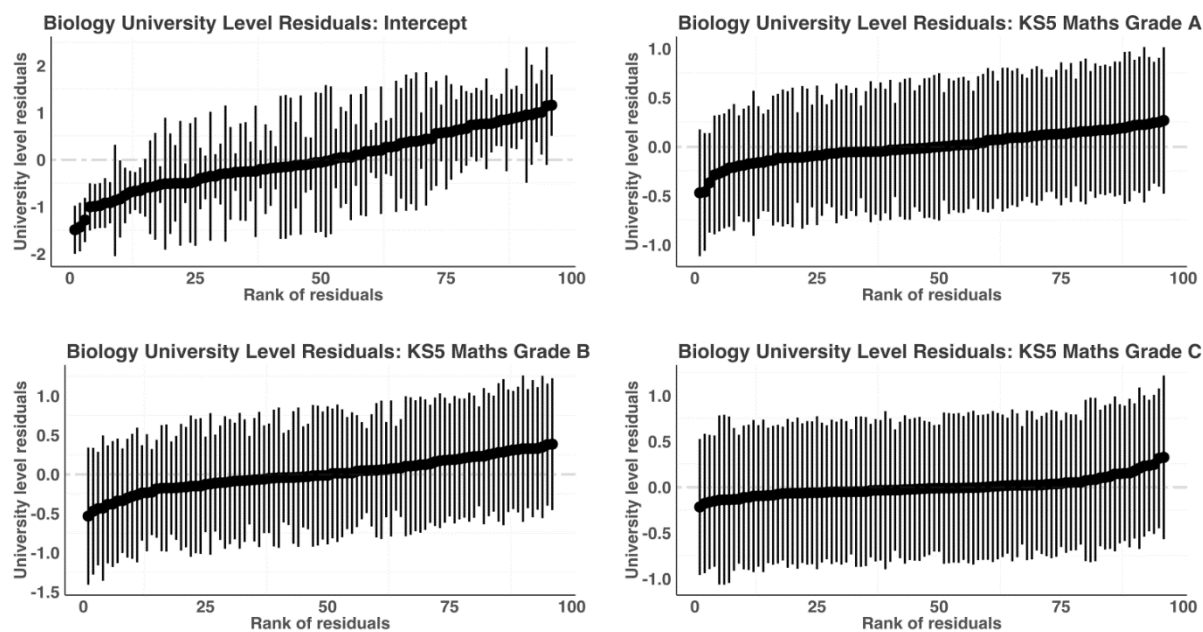 Biology University Level Residuals: Intercept
University level residuals
2
1
0
-1
-2
0 25 50 75 100
Rank of residuals
Biology University Level Residuals: KS5 Maths Grade A
University level residuals
1.0
0.5
0.0
-0.5
-1.0
0 25 50 75 100
Rank of residuals
Biology University Level Residuals: KS5 Maths Grade B
University level residuals
1.0
0.5
0.0
-0.5
-1.0
-1.5
0 25 50 75 100
Rank of residuals
Biology University Level Residuals: KS5 Maths Grade C
University level residuals
1.0
0.5
0.0
-0.5
-1.0
0 25 50 75 100
Rank of residuals